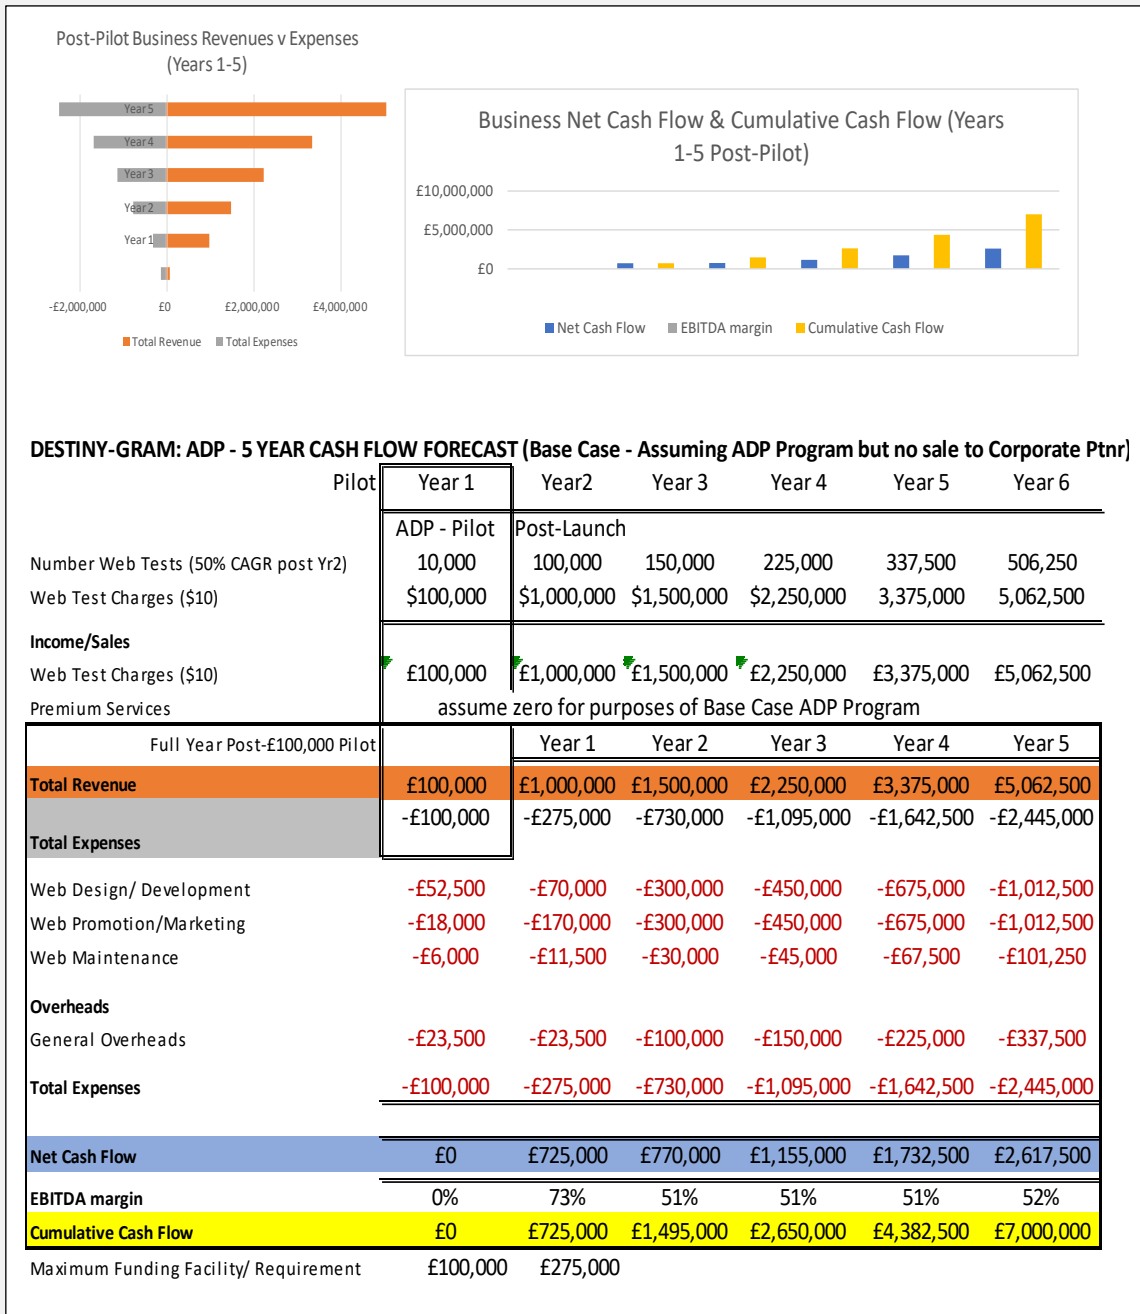 Post-Pilot Business Revenues v Expenses
(Years 1-5)
Year 5
Year 4
Year 3
Year 2
Year 1
-£2,000,000 £0 £2,000,000 £4,000,000
Total Revenue Total Expenses
Business Net Cash Flow & Cumulative Cash Flow (Years
1-5 Post-Pilot)
£10,000,000
£5,000,000
£0
Net Cash Flow EBITDA margin Cumulative Cash Flow
DESTINY-GRAM: ADP - 5 YEAR CASH FLOW FORECAST (Base Case - Assuming ADP Program but no sale to Corporate Ptnr)
Pilot Year 1 Year2 Year 3 Year 4 Year 5 Year 6
ADP - Pilot Post-Launch
Number Web Tests (50% CAGR post Yr2) 10,000 100,000 150,000 225,000 337,500 506,250
Web Test Charges ($10) $100,000 $1,000,000 $1,500,000 $2,250,000 3,375,000 5,062,500
Income/Sales
Web Test Charges ($10) £100,000 £1,000,000 £1,500,000 £2,250,000 £3,375,000 £5,062,500
Premium Services assume zero for purposes of Base Case ADP Program
Full Year Post-£100,000 Pilot Year 1 Year 2 Year 3 Year 4 Year 5
Total Revenue £100,000 £1,000,000 £1,500,000 £2,250,000 £3,375,000 £5,062,500
-£100,000 -£275,000 -£730,000 -£1,095,000 -£1,642,500 -£2,445,000
Total Expenses
Web Design/ Development -£52,500 -£70,000 -£300,000 -£450,000 -£675,000 -£1,012,500
Web Promotion/Marketing -£18,000 -£170,000 -£300,000 -£450,000 -£675,000 -£1,012,500
Web Maintenance -£6,000 -£11,500 -£30,000 -£45,000 -£67,500 -£101,250
Overheads
General Overheads -£23,500 -£23,500 -£100,000 -£150,000 -£225,000 -£337,500
Total Expenses -£100,000 -£275,000 -£730,000 -£1,095,000 -£1,642,500 -£2,445,000
Net Cash Flow £0 £725,000 £770,000 £1,155,000 £1,732,500 £2,617,500
EBITDA margin 0% 73% 51% 51% 51% 52%
Cumulative Cash Flow £0 £725,000 £1,495,000 £2,650,000 £4,382,500 £7,000,000
Maximum Funding Facility/ Requirement £100,000 £275,000